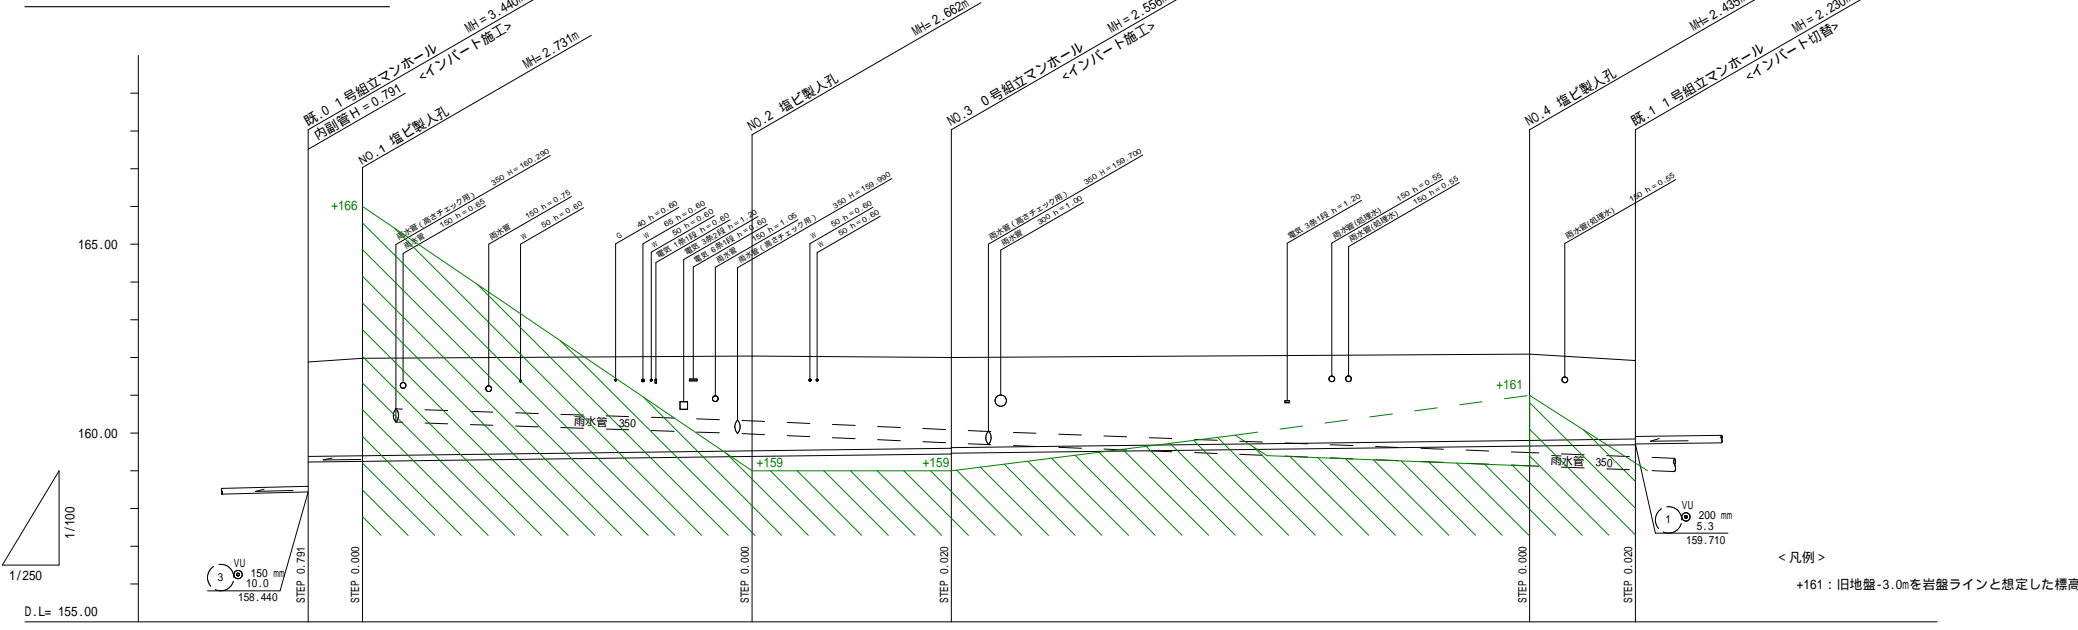 既.0 1号組立マンホール
MH=3.440m
<インバート施工>
内副管H=0.791
NO.1 塩ビ製人孔
MH=2.731m
NO.2 塩ビ製人孔
MH=2.662m
NO.3 0号組立マンホール
MH=2.556m
<インバート施工>
NO.4 塩ビ製人孔
MH=2.435m
既.1 1号組立マンホール
MH=2.230m
<インバート切替>
雨水管(高さチェック用) 350 H=160.290
雨水管 150 h=0.65
雨水管 150 h=0.75
W 50 h=0.60
G 40 h=0.60
W 65 h=0.60
W 50 h=0.60
電気 1条1段 h=0.60
電気 3条2段 h=1.20
電気 6条1段 h=0.60
雨水管 150 h=1.05
雨水管(高さチェック用) 350 H=159.990
W 50 h=0.60
W 50 h=0.60
雨水管(高さチェック用) 350 H=159.700
雨水管 300 h=1.00
電気 3条1段 h=1.20
雨水管(処理水) 150 h=0.55
雨水管(処理水) 150 h=0.55
雨水管(処理水) 150 h=0.55
+166
165.00
+161
雨水管 350
160.00
+159
+159
雨水管 350
1/100
1/250
VU
3
150 mm
10.0
158.440
STEP 0.791
STEP 0.000
STEP 0.000
STEP 0.020
STEP 0.000
STEP 0.020
VU
1
200 mm
5.3
159.710
<凡例>
+161:旧地盤-3.0mを岩盤ラインと想定した標高
D.L= 155.00